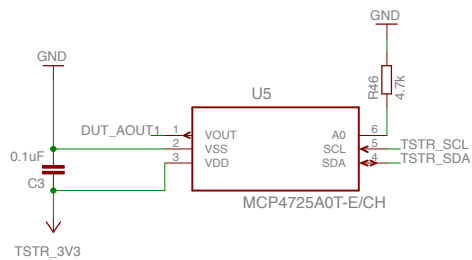 GND
GND
R46
4.7k
U5
DUT_AOUT1
1
VOUT
A0
6
2
VSS
SCL
5
TSTR_SCL
3
VDD
SDA
4
TSTR_SDA
0.1uF
C3
MCP4725A0T-E/CH
TSTR_3V3